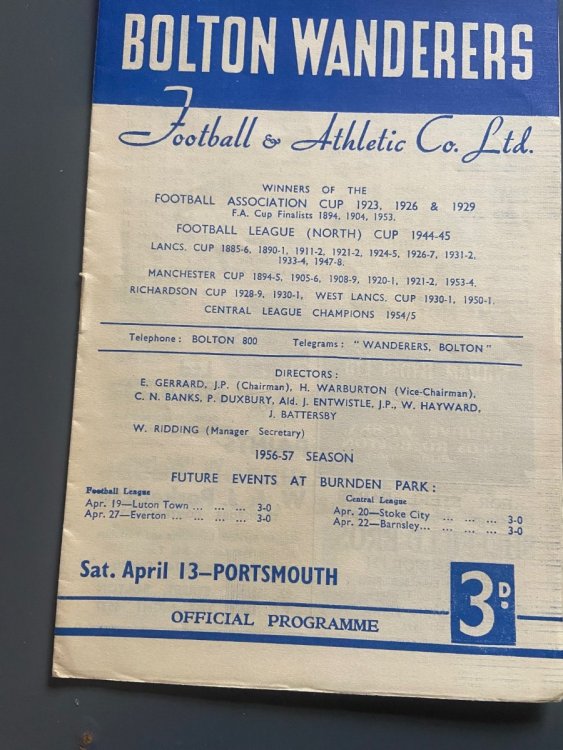 BOLTON WANDERERS
Football & Athletic Co. Ltd.
WINNERS OF THE
FOOTBALL ASSOCIATION CUP 1923, 1926 & 1929
F.A. Cup Finalists 1894, 1904, 1953.
FOOTBALL LEAGUE (NORTH) CUP 1944-45
LANCS. CUP 1885-6, 1890-1, 1911-2, 1921-2, 1924-5, 1926-7, 1931-2,
1933-4, 1947-8.
MANCHESTER CUP 1894-5, 1905-6, 1908-9, 1920-1, 1921-2, 1953-4.
RICHARDSON CUP 1928-9, 1930-1, WEST LANCS. CUP 1930-1, 1950-1.
CENTRAL LEAGUE CHAMPIONS 1954/5
Telephone: BOLTON 800 Telegrams: "WANDERERS, BOLTON"
DIRECTORS:
E. GERRARD, J.P. (Chairman), H. WARBURTON (Vice-Chairman),
C. N. BANKS, P. DUXBURY, Ald. J. ENTWISTLE, J.P., W. HAYWARD,
J. BATTERSBY
W. RIDDING (Manager Secretary)
1956-57 SEASON
FUTURE EVENTS AT BURNDEN PARK:
Football League Central League
Apr. 19—Luton Town ... ... ... 3-0 Apr. 20—Stoke City ... ... ... 3-0
Apr. 27—Everton ... ... ... ... 3-0 Apr. 22—Barnsley... ... ... ... 3-0
Sat. April 13—PORTSMOUTH
3D.
OFFICIAL PROGRAMME